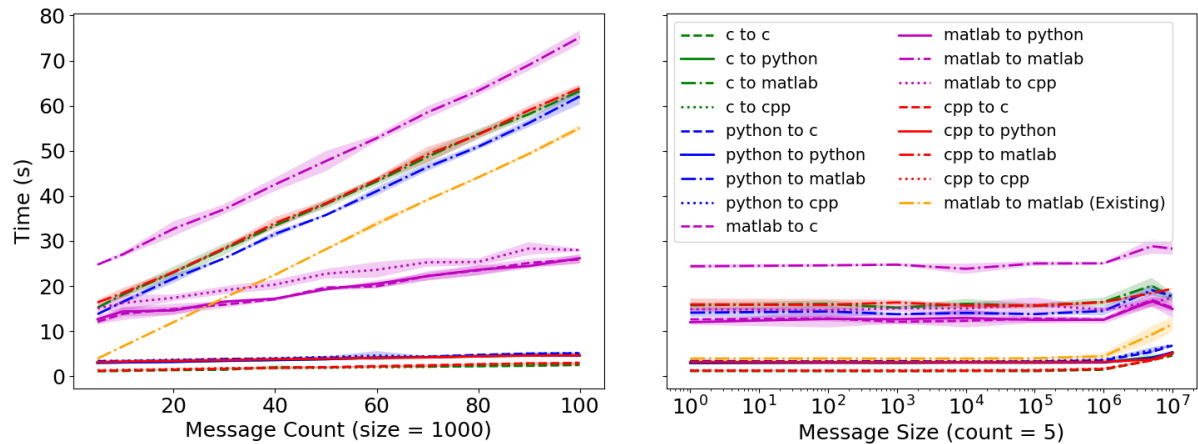 80
70
60
50
40
30
20
10
0
Time (s)
20 40 60 80 100
Message Count (size = 1000)
c to c
c to python
c to matlab
c to cpp
python to c
python to python
python to matlab
python to cpp
matlab to c
matlab to python
matlab to matlab
matlab to cpp
cpp to c
cpp to python
cpp to matlab
cpp to cpp
matlab to matlab (Existing)
10⁰ 10¹ 10² 10³ 10⁴ 10⁵ 10⁶ 10⁷
Message Size (count = 5)